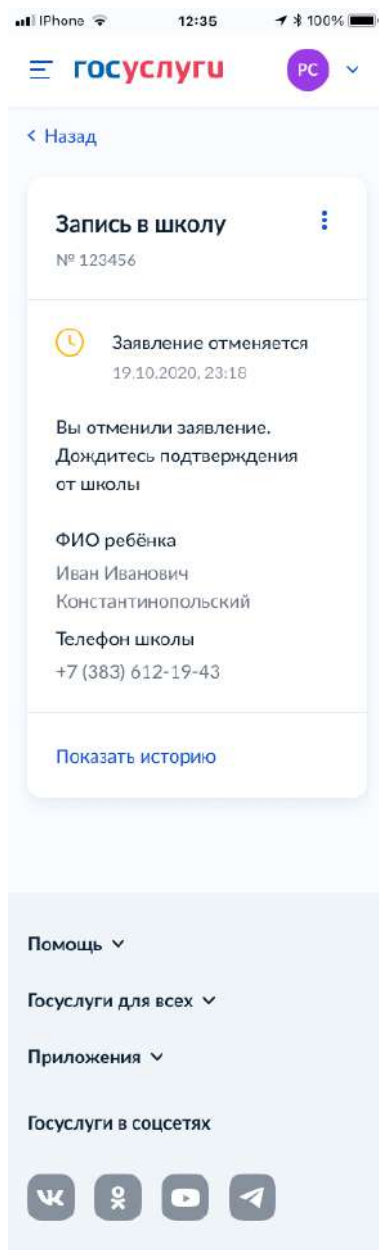 IPhone 12:35 100%
госуслуги РС
Назад
Запись в школу
№ 123456
Заявление отменяется
19.10.2020, 23:18
Вы отменили заявление.
Дождитесь подтверждения
от школы
ФИО ребёнка
Иван Иванович
Константинопольский
Телефон школы
+7 (383) 612-19-43
Показать историю
Помощь
Госуслуги для всех
Приложения
Госуслуги в соцсетях